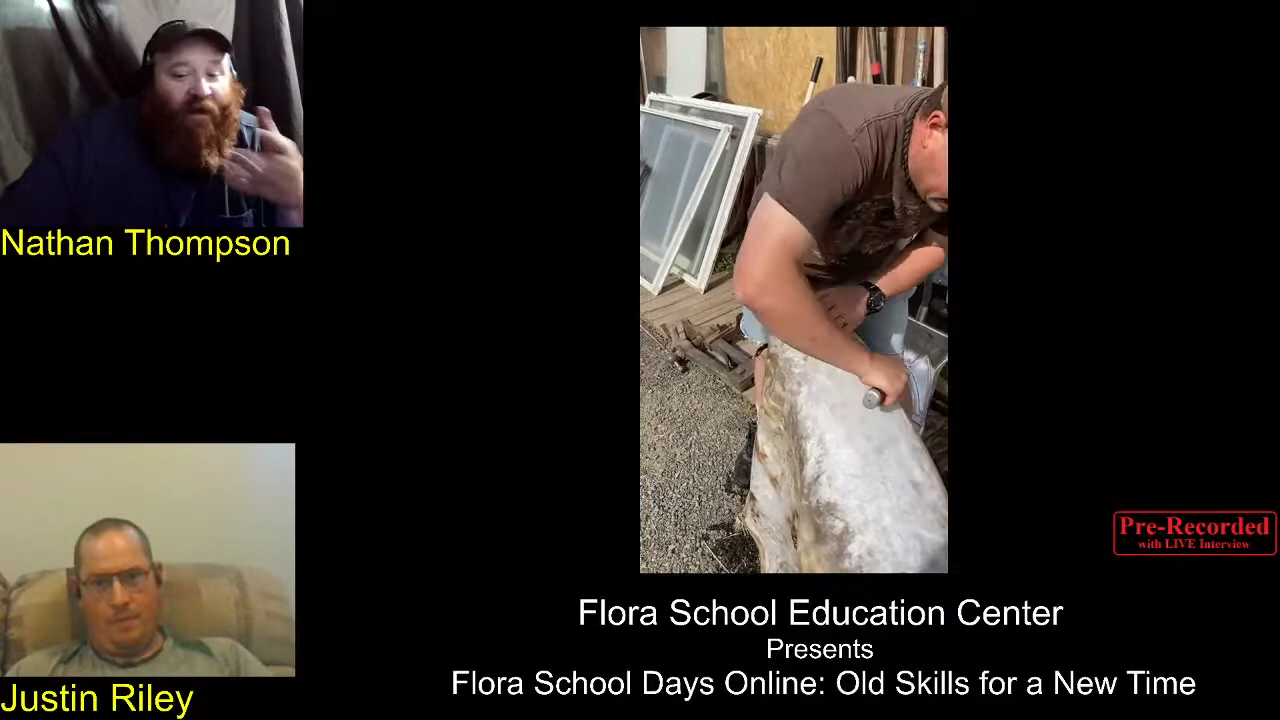 Nathan Thompson
Pre-Recorded
with LIVE Interview
Flora School Education Center
Presents
Flora School Days Online: Old Skills for a New Time
Justin Riley